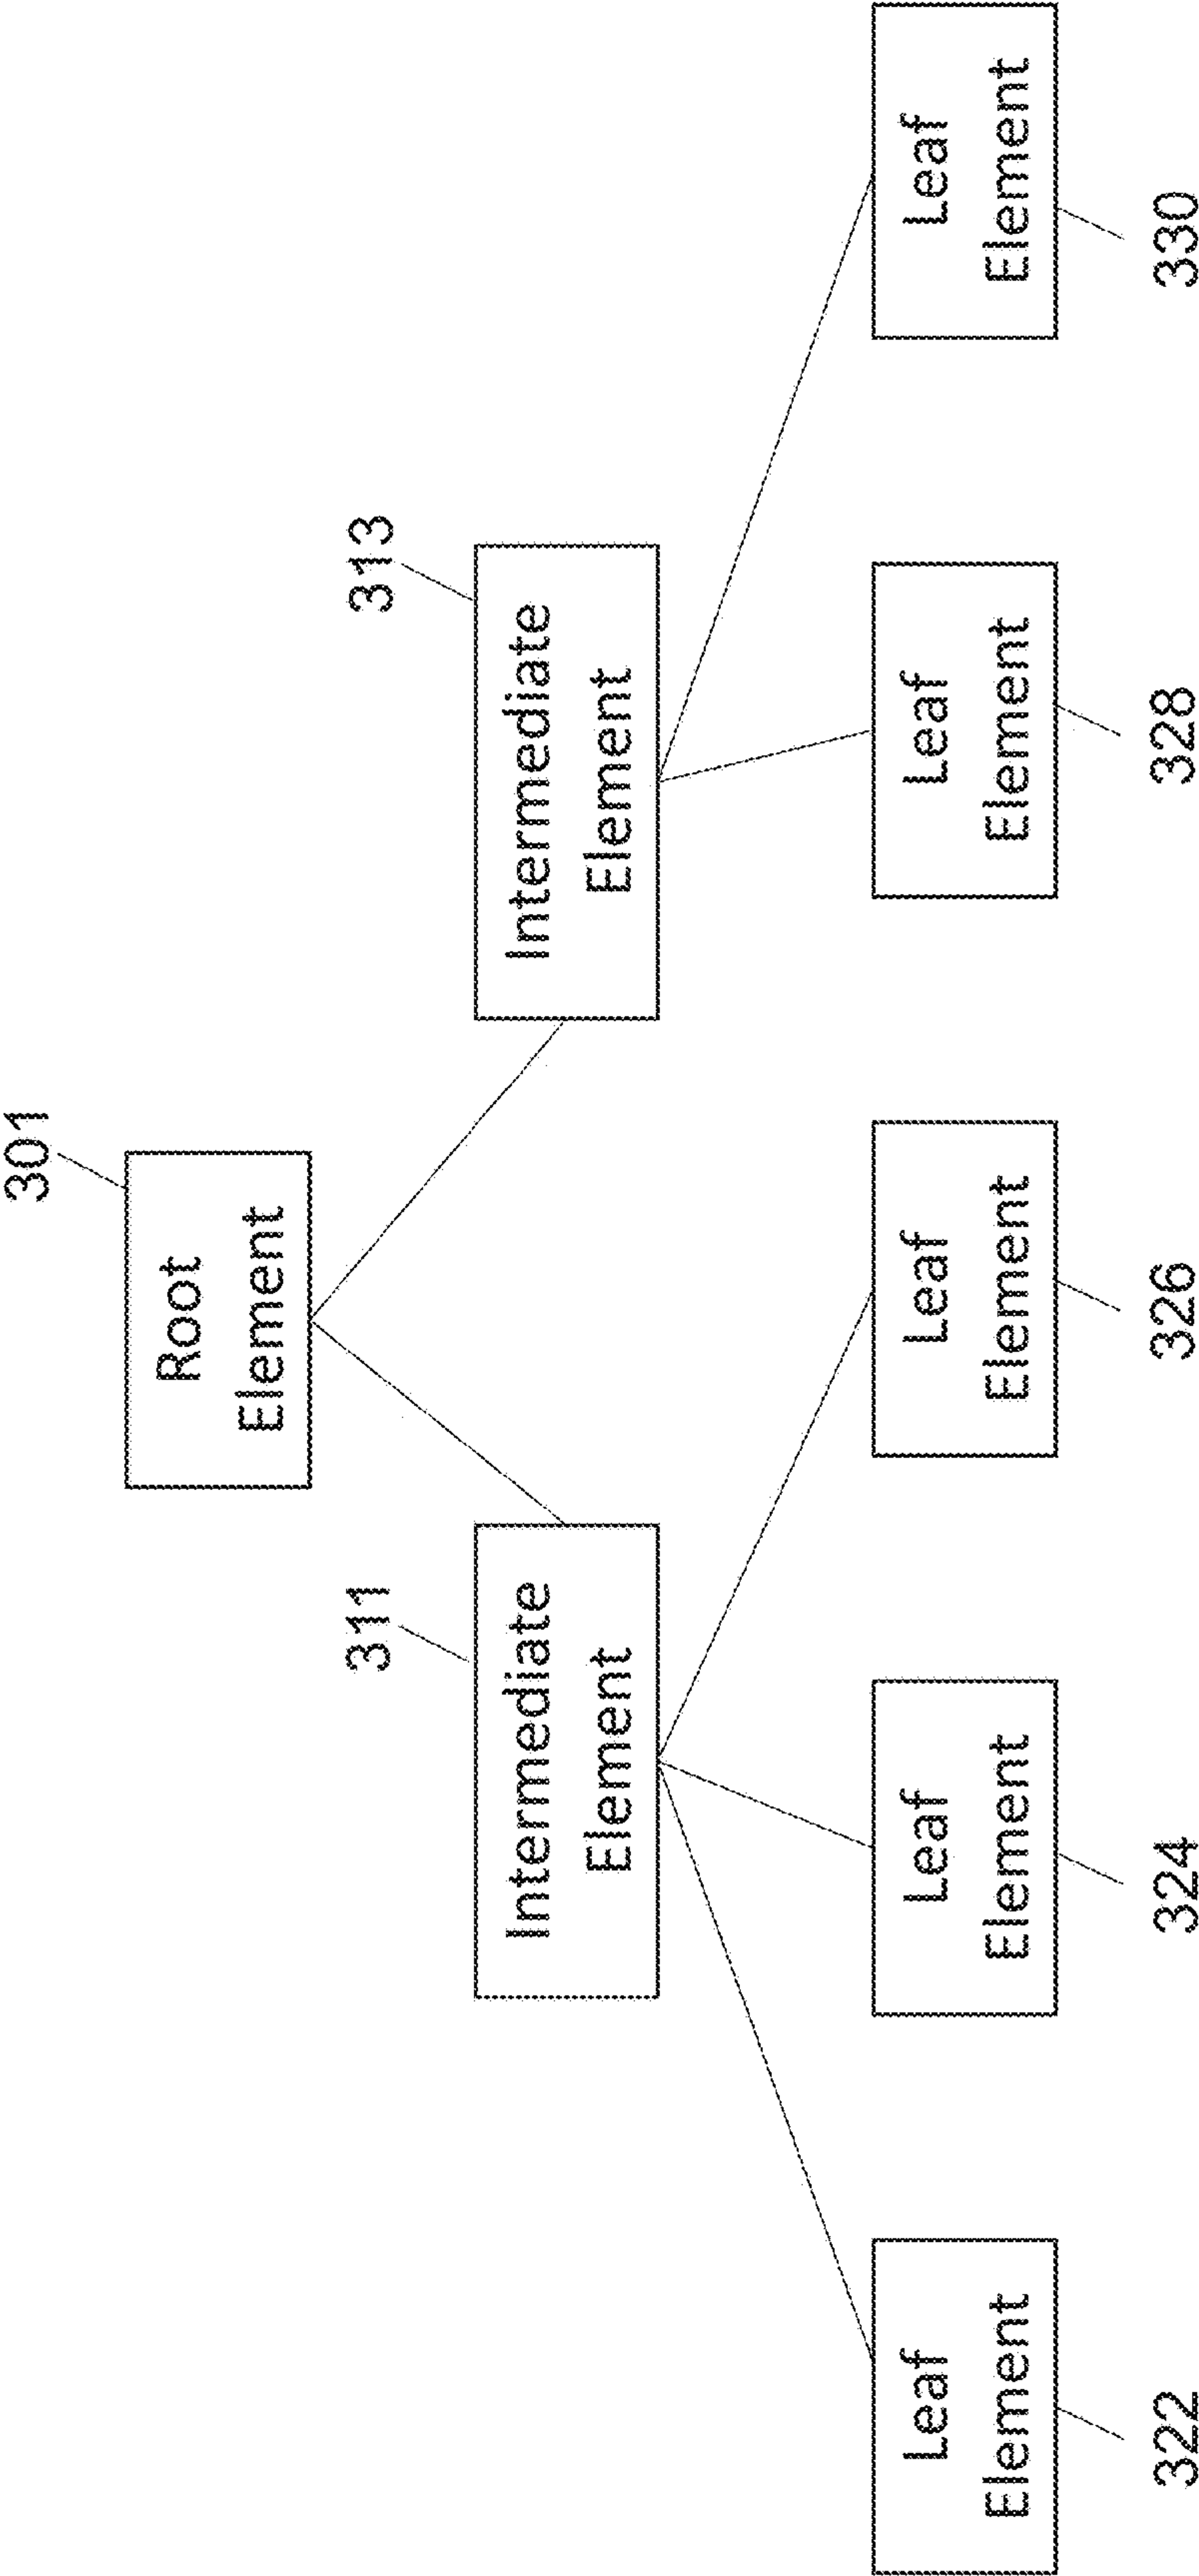 301
Root
Element
311
313
Intermediate
Element
Intermediate
Element
Leaf
Element
Leaf
Element
Leaf
Element
Leaf
Element
Leaf
Element
322
324
326
328
330